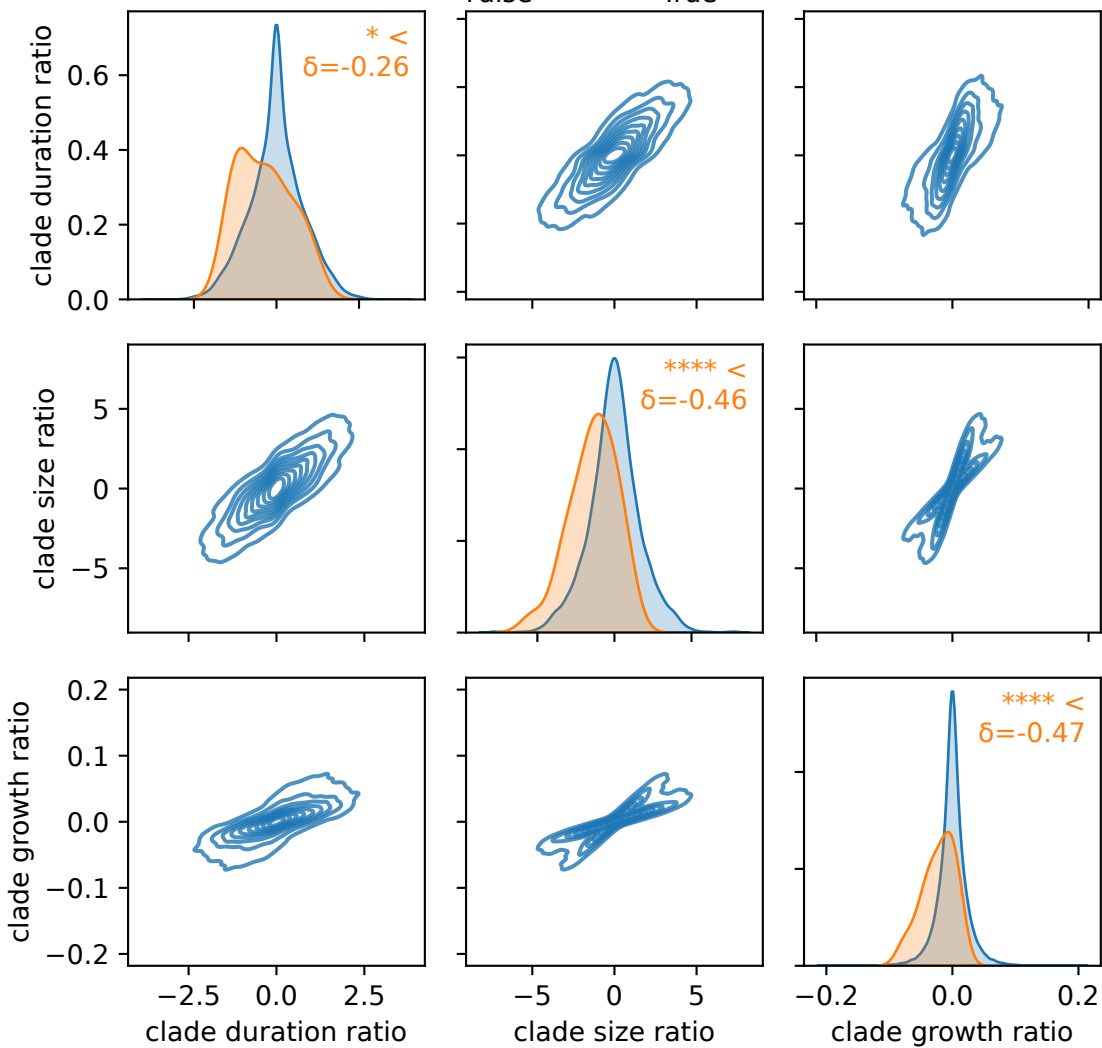 True
clade duration ratio
0.6
0.4
0.2
0.0
* <
δ=-0.26
clade size ratio
5
0
−5
**** <
δ=-0.46
clade growth ratio
0.2
0.1
0.0
−0.1
−0.2
**** <
δ=-0.47
−2.5 0.0 2.5
−5 0 5
−0.2 0.0 0.2
clade duration ratio
clade size ratio
clade growth ratio